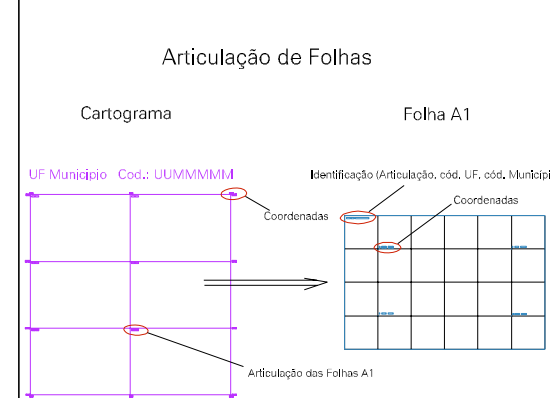 Articulação de Folhas
Cartograma
Folha A1
UF Municipio Cod.: UUMMMMM
Identificação (Articulação, cód. UF, cód. Municípi
Coordenadas
Coordenadas
Articulação das Folhas A1